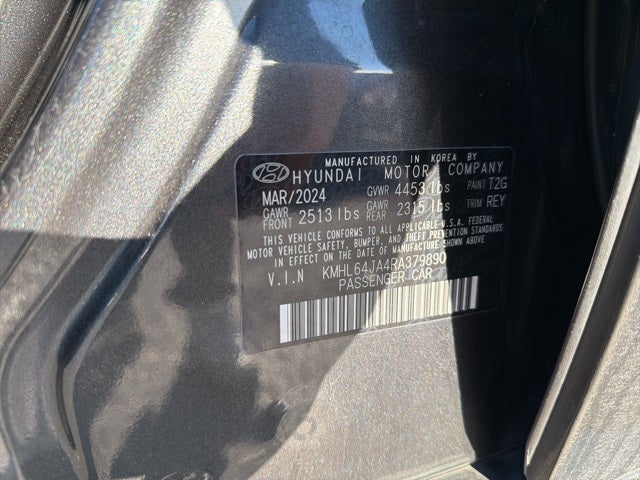 MANUFACTURED IN KOREA BY
HYUNDAI MOTOR COMPANY
MAR/2024 GVWR 4453 lbs PAINT T2G
GAWR FRONT 2513 lbs GAWR REAR 2315 lbs TRIM REY
THIS VEHICLE CONFORMS TO ALL APPLICABLE U.S.A. FEDERAL
MOTOR VEHICLE SAFETY, BUMPER, AND THEFT PREVENTION STANDARDS
IN EFFECT ON THE DATE OF MANUFACTURE SHOWN ABOVE.
V.I.N KMHL64JA4RA379890
PASSENGER CAR